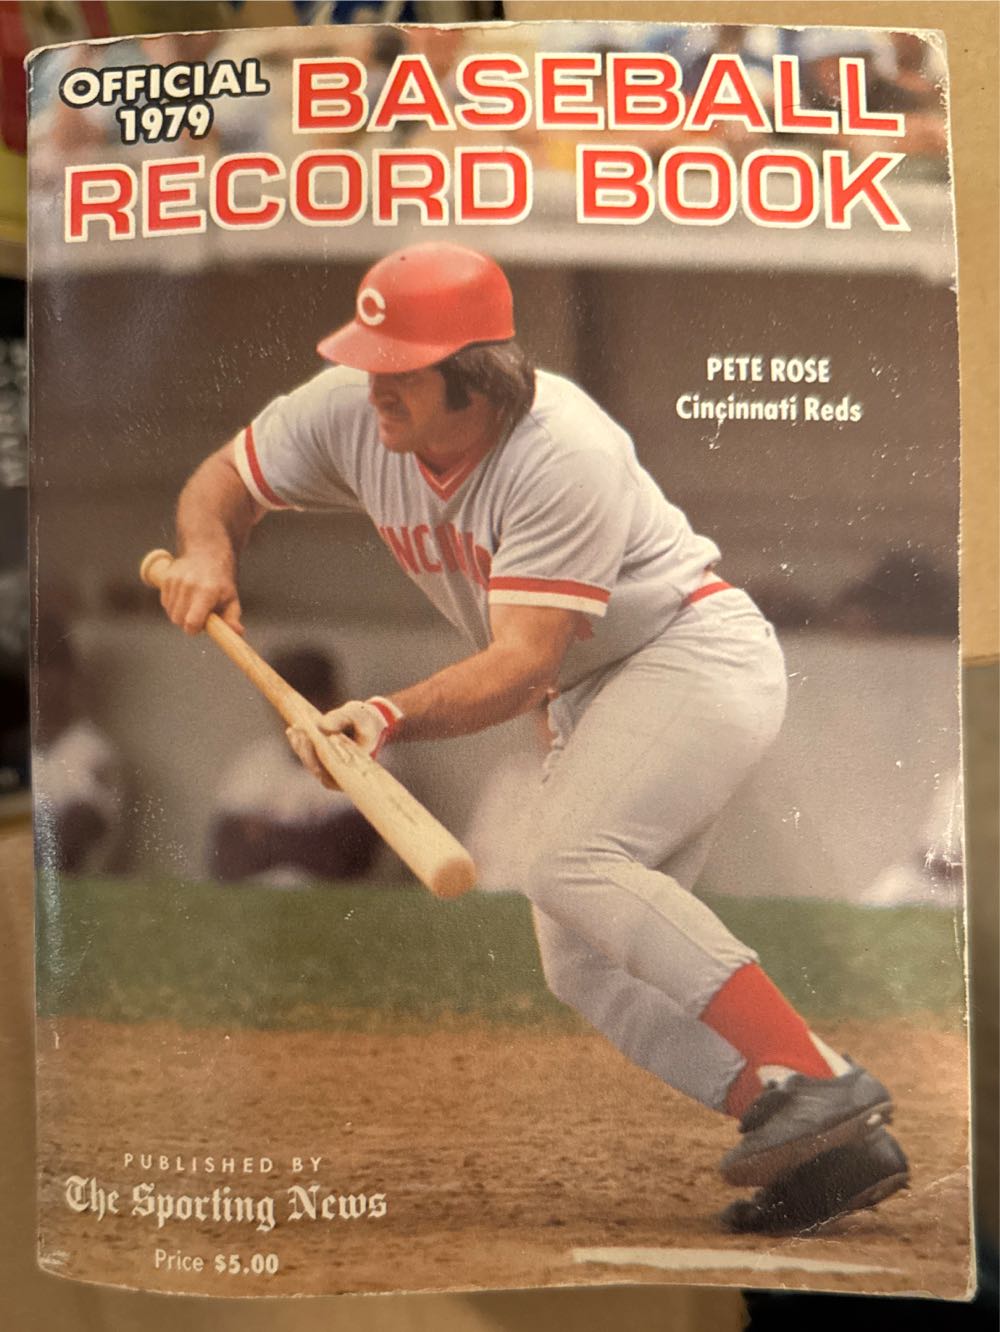 OFFICIAL
1979
BASEBALL
RECORD BOOK
C
PETE ROSE
Cincinnati Reds
PUBLISHED BY
The Sporting News
Price $5.00